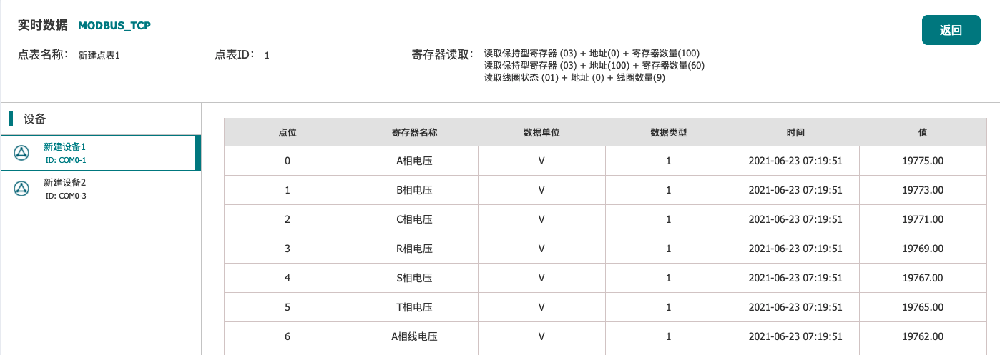 实时数据 MODBUS_TCP
返回
点表名称： 新建点表1 点表ID： 1 寄存器读取： 读取保持型寄存器 (03) + 地址(0) + 寄存器数量(100)
读取保持型寄存器 (03) + 地址(100) + 寄存器数量(60)
读取线圈状态 (01) + 地址 (0) + 线圈数量(9)
设备
新建设备1
ID: COM0-1
新建设备2
ID: COM0-3
点位 寄存器名称 数据单位 数据类型 时间 值
0 A相电压 V 1 2021-06-23 07:19:51 19775.00
1 B相电压 V 1 2021-06-23 07:19:51 19773.00
2 C相电压 V 1 2021-06-23 07:19:51 19771.00
3 R相电压 V 1 2021-06-23 07:19:51 19769.00
4 S相电压 V 1 2021-06-23 07:19:51 19767.00
5 T相电压 V 1 2021-06-23 07:19:51 19765.00
6 A相线电压 V 1 2021-06-23 07:19:51 19762.00